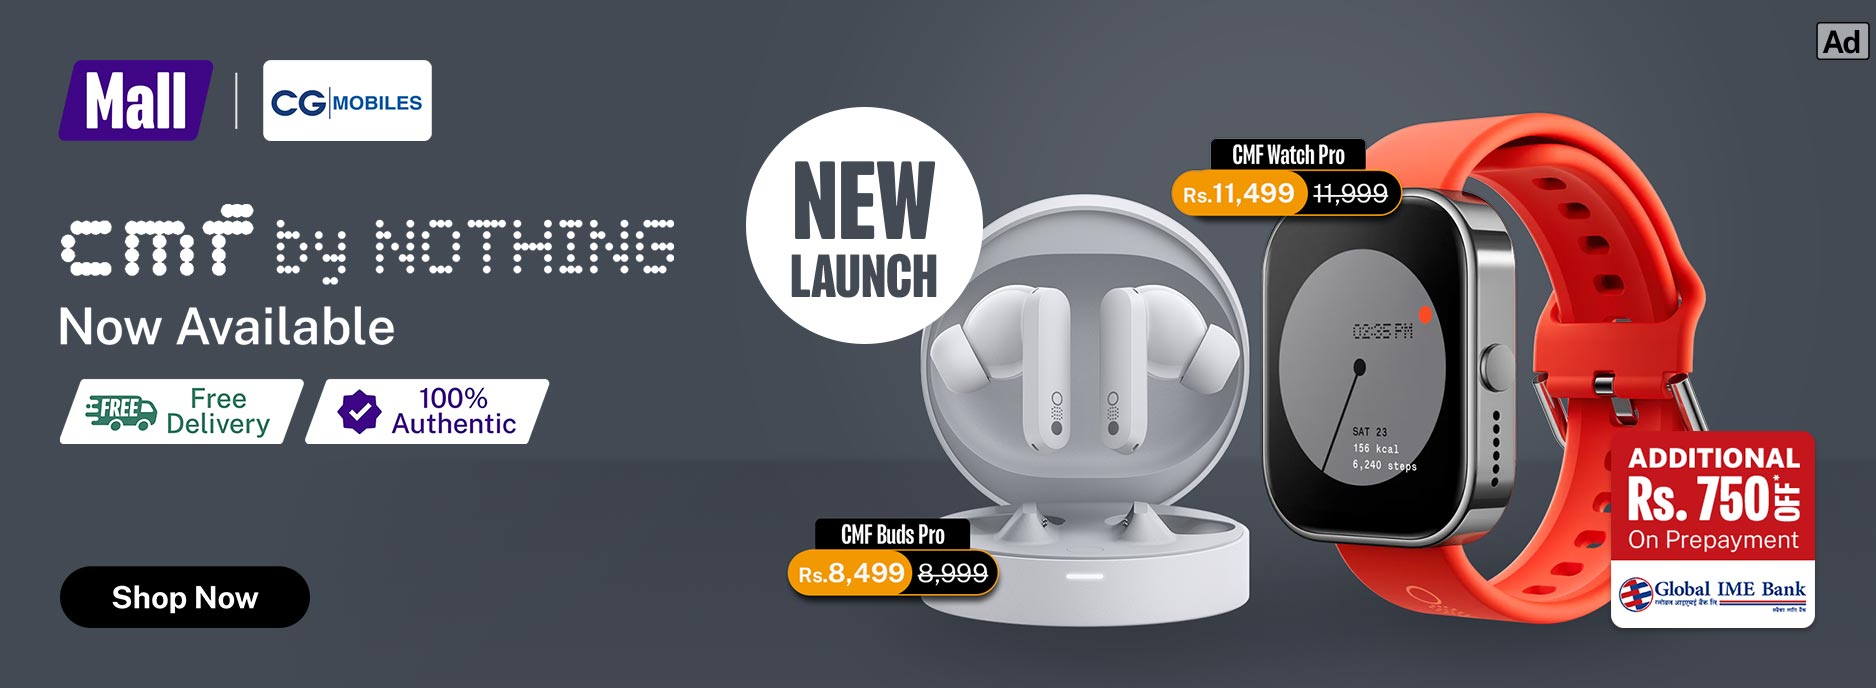 Ad
Mall
CG MOBILES
cmf by NOTHING
Now Available
FREE
Free
Delivery
100%
Authentic
Shop Now
NEW
LAUNCH
CMF Buds Pro
Rs.8,499 8,999
CMF Watch Pro
Rs.11,499 11,999
02:35 PM
SAT 23
156 kcal
6,240 steps
ADDITIONAL
Rs. 750 OFF*
On Prepayment
Global IME Bank
ग्लोबल आइएमई बैंक लि